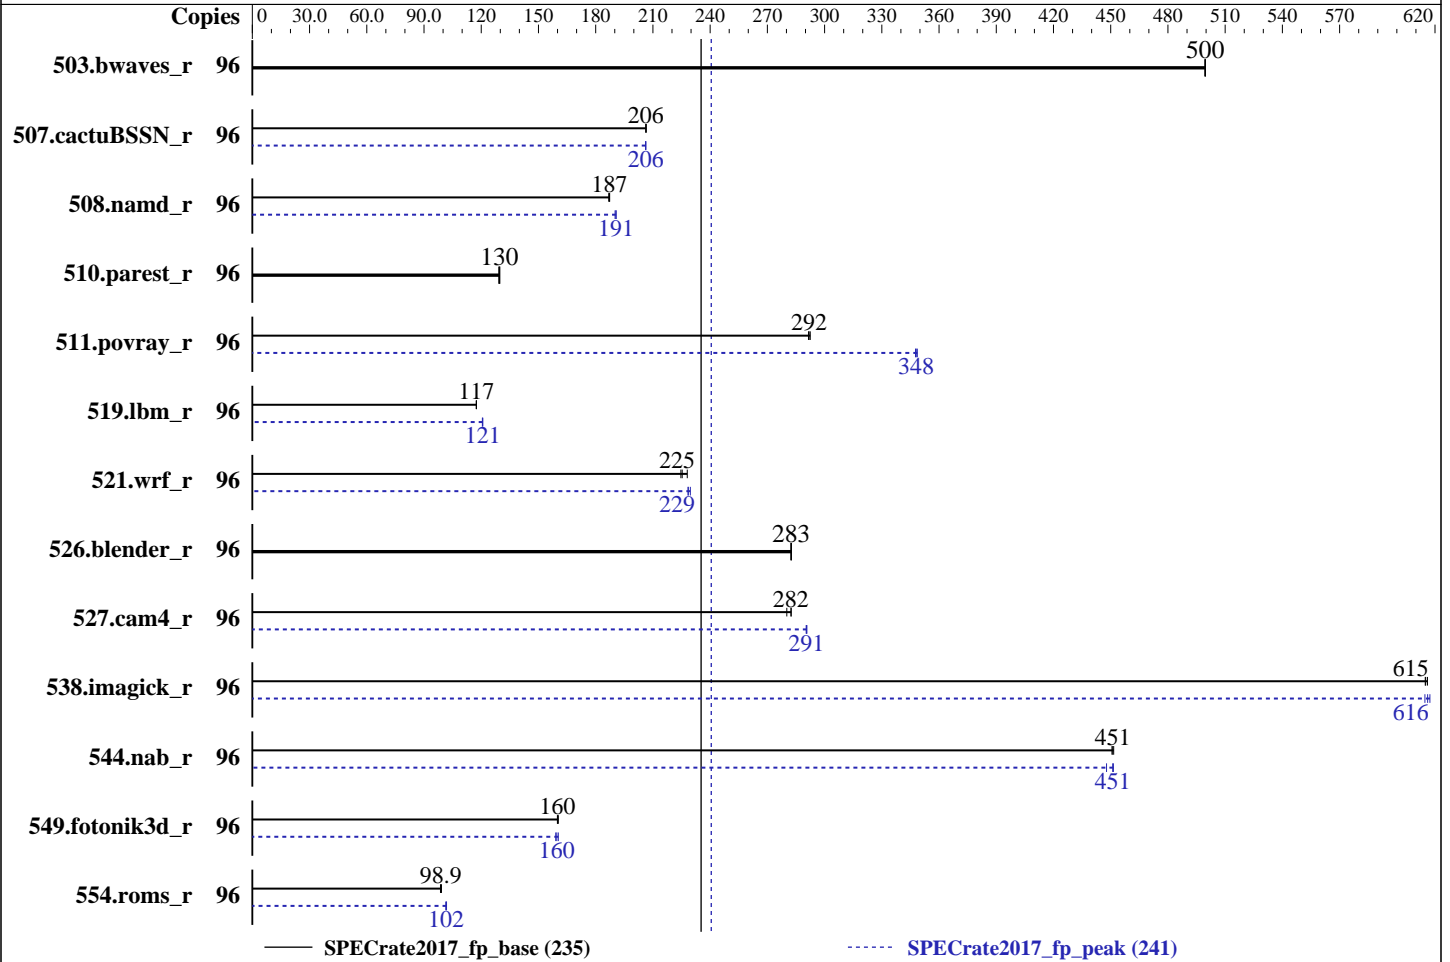 Copies 0 30.0 60.0 90.0 120 150 180 210 240 270 300 330 360 390 420 450 480 510 540 570 620
503.bwaves_r 96 500
507.cactuBSSN_r 96 206
206
508.namd_r 96 187
191
510.parest_r 96 130
511.povray_r 96 292
348
519.lbm_r 96 117
121
521.wrf_r 96 225
229
526.blender_r 96 283
527.cam4_r 96 282
291
538.imagick_r 96 615
616
544.nab_r 96 451
451
549.fotonik3d_r 96 160
160
554.roms_r 96 98.9
102
SPECrate2017_fp_base (235) SPECrate2017_fp_peak (241)